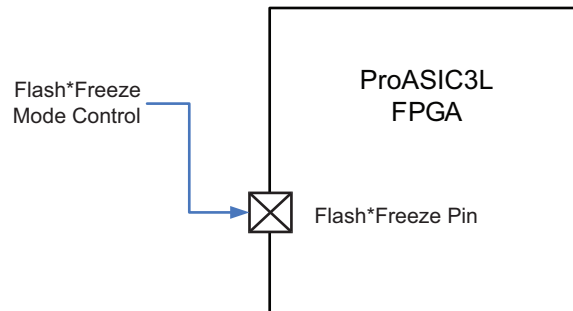 ProASIC3L
FPGA
Flash*Freeze
Mode Control
Flash*Freeze Pin